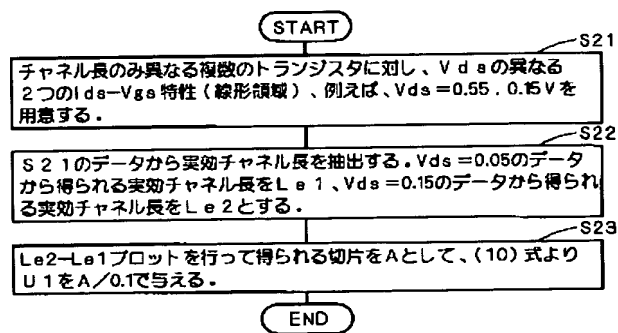 START
S21
チャネル長のみ異なる複数のトランジスタに対し、Vdsの異なる
2つのIds−Vgs特性(線形領域)、例えば、Vds=0.55．0.15Vを
用意する．
S22
S21のデータから実効チャネル長を抽出する．Vds=0.05のデータ
から得られる実効チャネル長をLe1、Vds=0.15のデータから得られ
る実効チャネル長をLe2とする．
S23
Le2−Le1プロットを行って得られる切片をAとして、(10)式より
U1をA/0.1で与える．
END